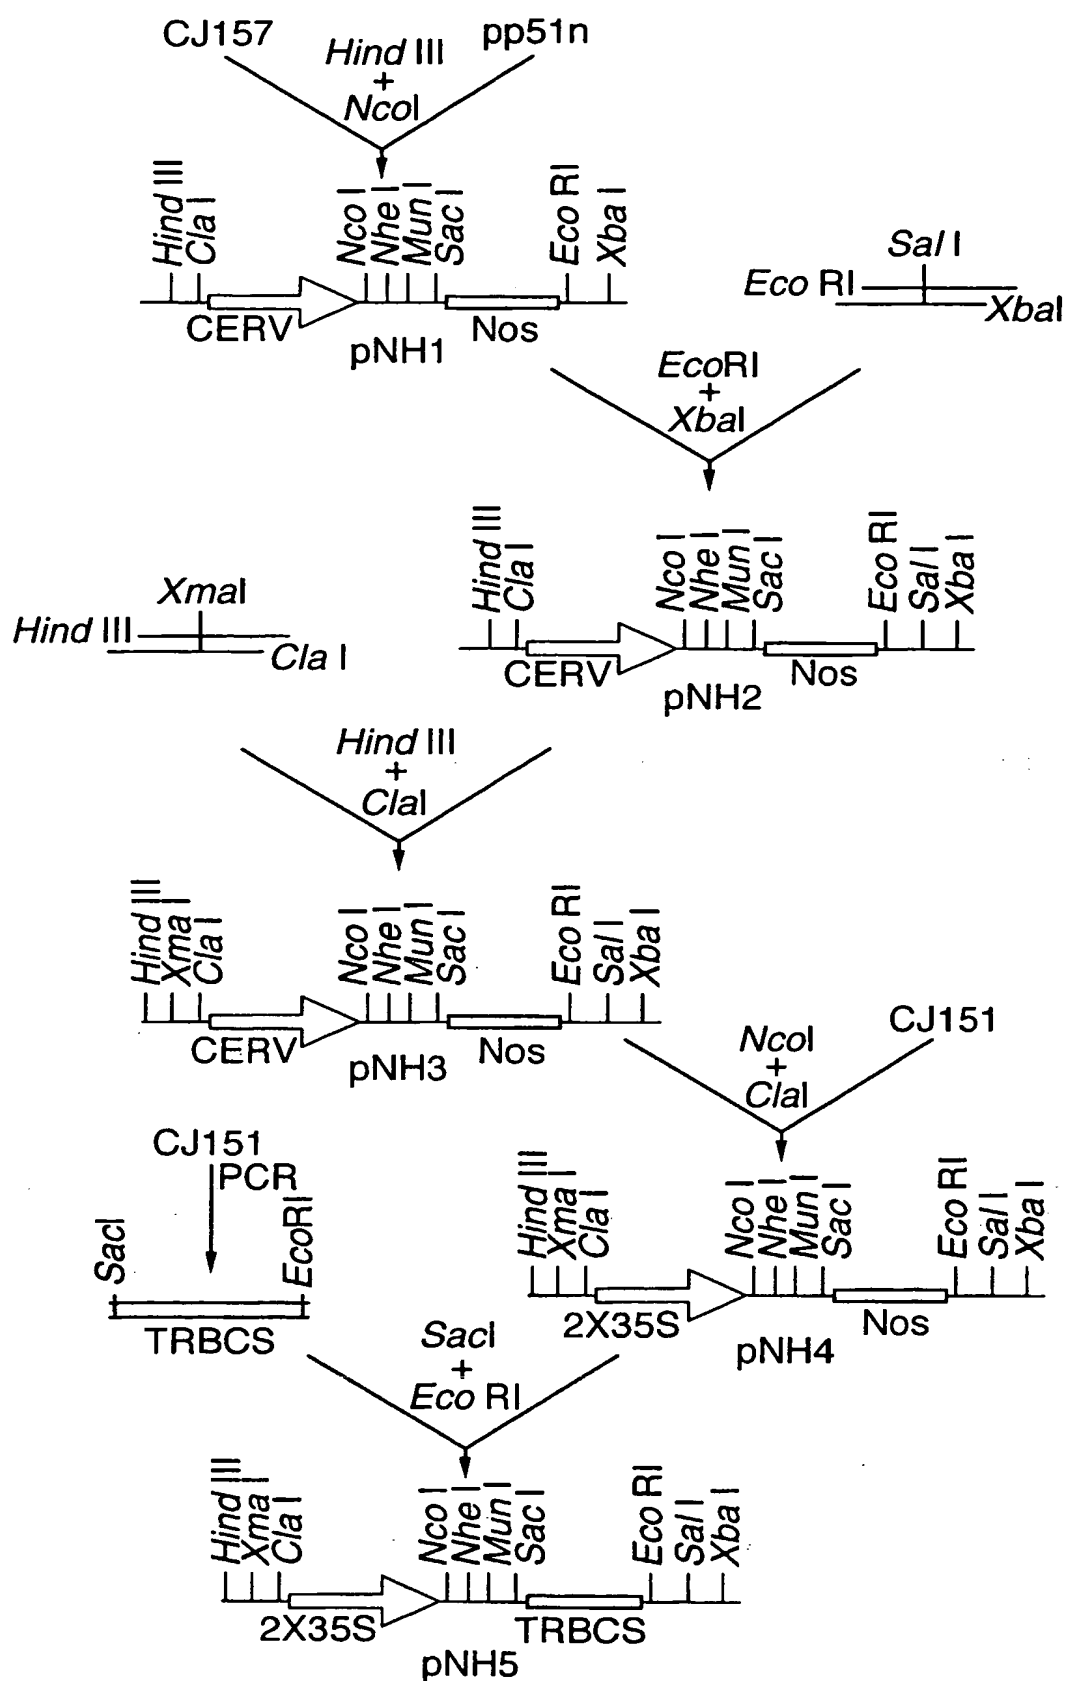 CJ157
Hind III
+
NcoI
pp51n
Hind III
Cla I
Nco I
Nhe I
Mun I
Sac I
Eco RI
Xba I
CERV
Nos
pNH1
Sal I
Eco RI
XbaI
EcoRI
+
XbaI
Hind III
Cla I
Nco I
Nhe I
Mun I
Sac I
Eco RI
Sal I
Xba I
CERV
Nos
pNH2
XmaI
Hind III
Cla I
Hind III
+
ClaI
Hind III
Xma I
Cla I
Nco I
Nhe I
Mun I
Sac I
Eco RI
Sal I
Xba I
CERV
Nos
pNH3
NcoI
+
ClaI
CJ151
CJ151
PCR
SacI
EcoRI
TRBCS
Hind III
Xma I
Cla I
Nco I
Nhe I
Mun I
Sac I
Eco RI
Sal I
Xba I
2X35S
Nos
pNH4
SacI
+
Eco RI
Hind III
Xma I
Cla I
Nco I
Nhe I
Mun I
Sac I
Eco RI
Sal I
Xba I
2X35S
TRBCS
pNH5